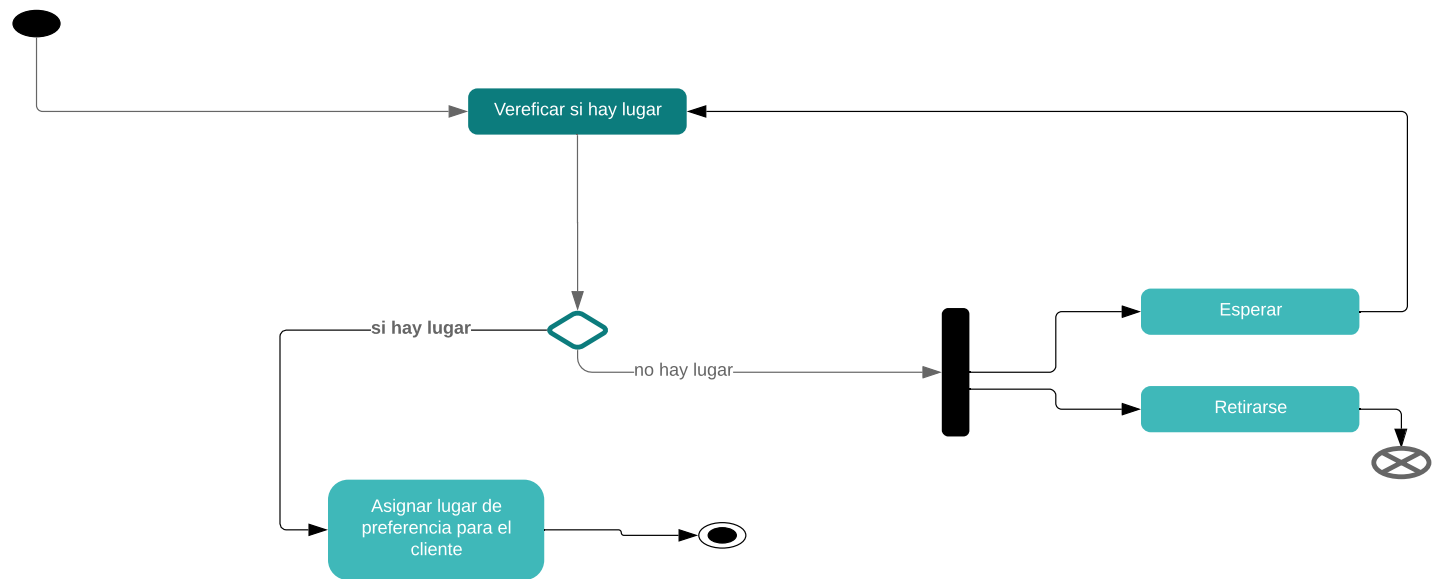 Vereficar si hay lugar
Esperar
si hay lugar
no hay lugar
Retirarse
Asignar lugar de
preferencia para el
cliente